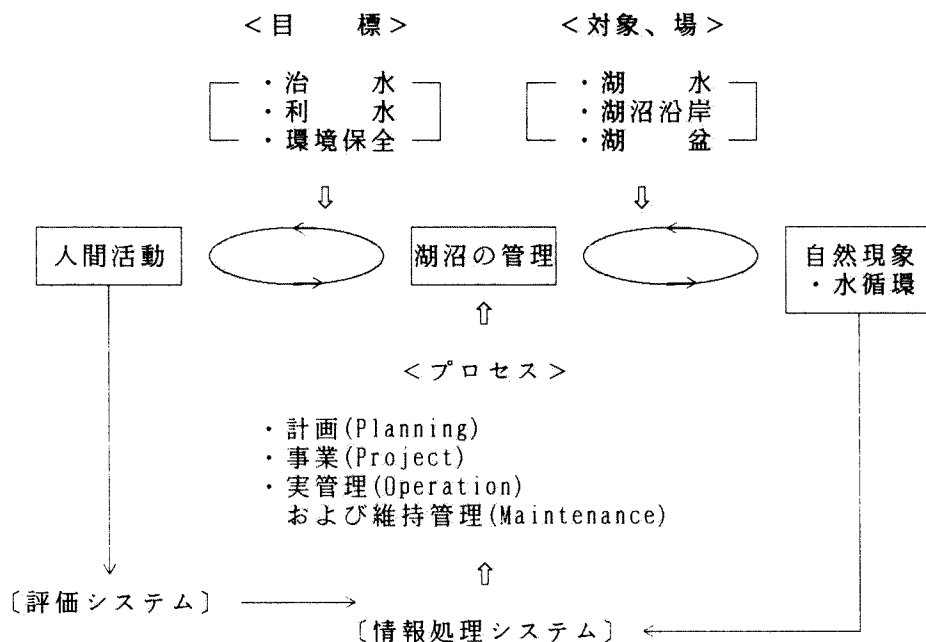 ＜目　　標＞　　＜対象、場＞
・治　　水　　・湖　　水
・利　　水　　・湖沼沿岸
・環境保全　　・湖　　盆
人間活動　　湖沼の管理　　自然現象
・水循環
＜プロセス＞
・計画(Planning)
・事業(Project)
・実管理(Operation)
および維持管理(Maintenance)
〔評価システム〕
〔情報処理システム〕